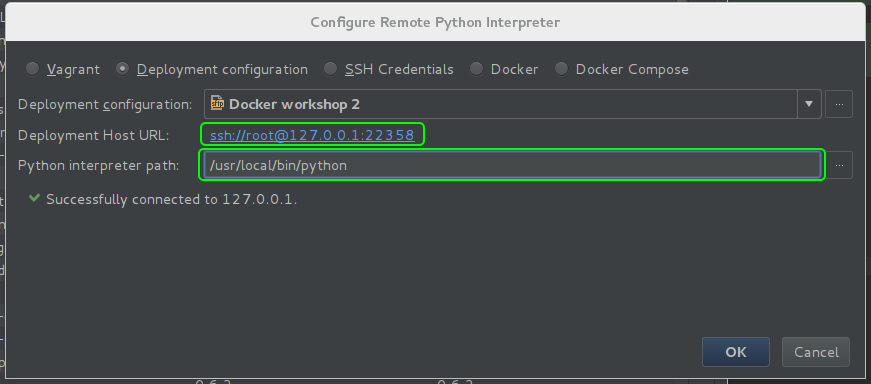 Configure Remote Python Interpreter
Vagrant Deployment configuration SSH Credentials Docker Docker Compose
Deployment configuration: sftp Docker workshop 2 ...
Deployment Host URL: ssh://root@127.0.0.1:22358
Python interpreter path: /usr/local/bin/python ...
Successfully connected to 127.0.0.1.
OK Cancel